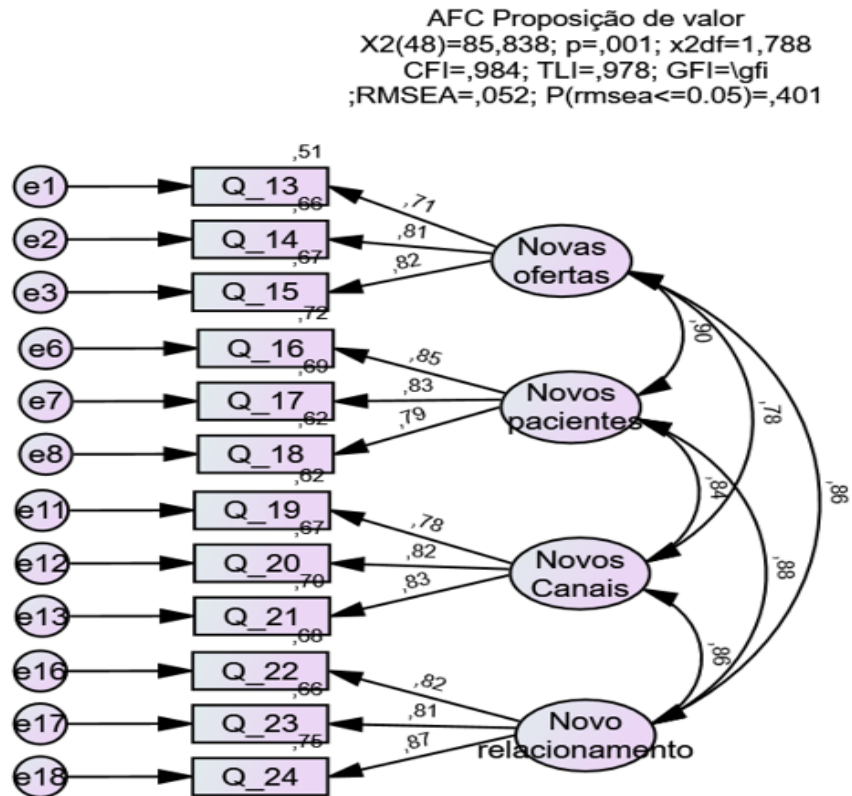 AFC Proposição de valor
X2(48)=85,838; p=,001; x2df=1,788
CFI=,984; TLI=,978; GFI=\gfi
;RMSEA=,052; P(rmsea<=0.05)=,401
,51
e1 Q_13 ,71
,66
e2 Q_14 ,81
Novas
ofertas
,67
e3 Q_15 ,82
,72
e6 Q_16 ,85
,90
,69
e7 Q_17 ,83
Novos
pacientes
,78
,62
e8 Q_18 ,79
,62
e11 Q_19 ,78
,84
,86
,67
e12 Q_20 ,82
Novos
Canais
,88
,70
e13 Q_21 ,83
,68
e16 Q_22 ,82
,86
,66
e17 Q_23 ,81
Novo
relacionamento
,75
e18 Q_24 ,87